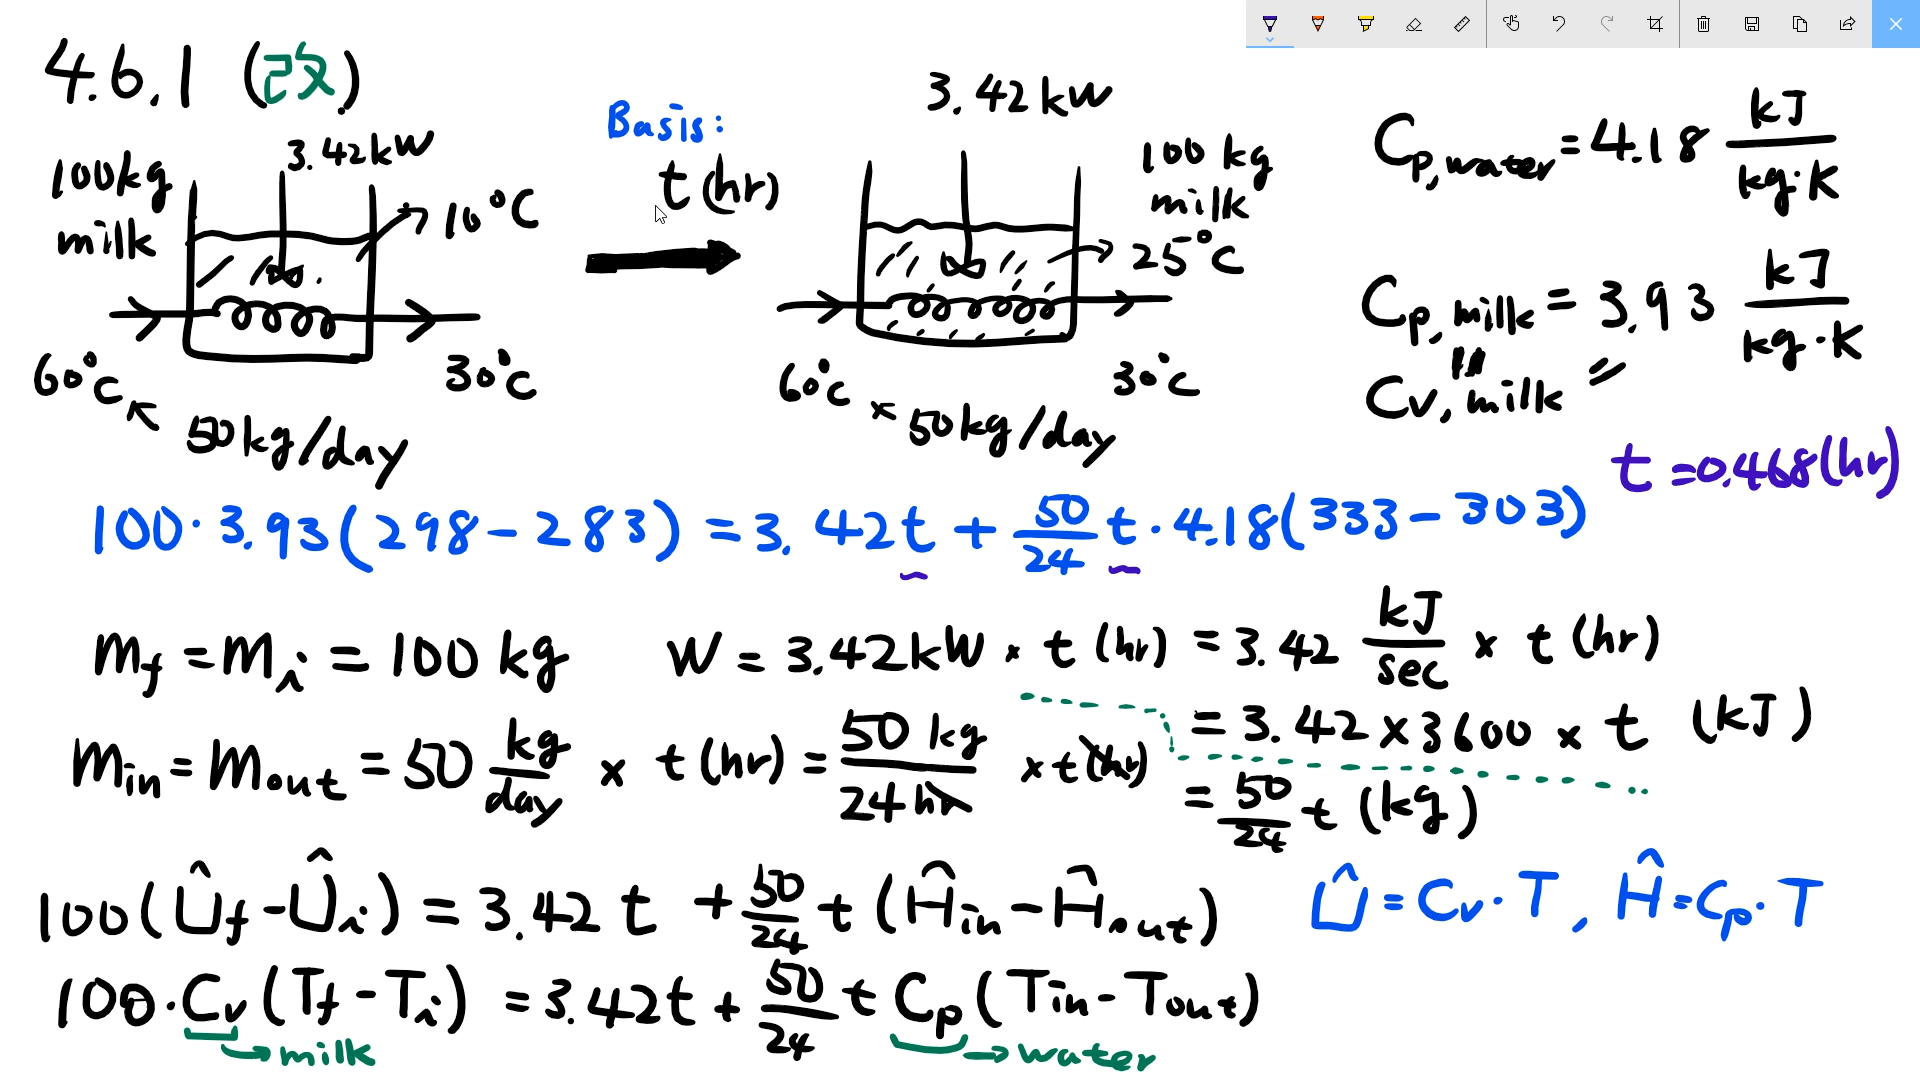 4.6.1 (改)
100kg milk
3.42kW
10°C
60°C
30°C
50kg/day
Basis:
t (hr)
3.42kW
100 kg milk
25°C
60°C
30°C
50kg/day
Cp,water = 4.18 kJ/kg·K
Cp,milk = 3.93 kJ/kg·K
Cv,milk
t = 0.468(hr)
100·3.93(298-283) = 3.42t + 50/24 t·4.18(333-303)
mf = mi = 100 kg
W = 3.42kW × t (hr) = 3.42 kJ/sec × t (hr)
= 3.42 × 3600 × t (kJ)
min = mout = 50 kg/day × t (hr) = 50 kg/24 hr × t (hr)
= 50/24 t (kg)
100(Ûf - Ûi) = 3.42 t + 50/24 t (Ĥin - Ĥout)
Û = Cv·T, Ĥ = Cp·T
100·Cv(Tf - Ti) = 3.42t + 50/24 t Cp(Tin - Tout)
→ milk
→ water